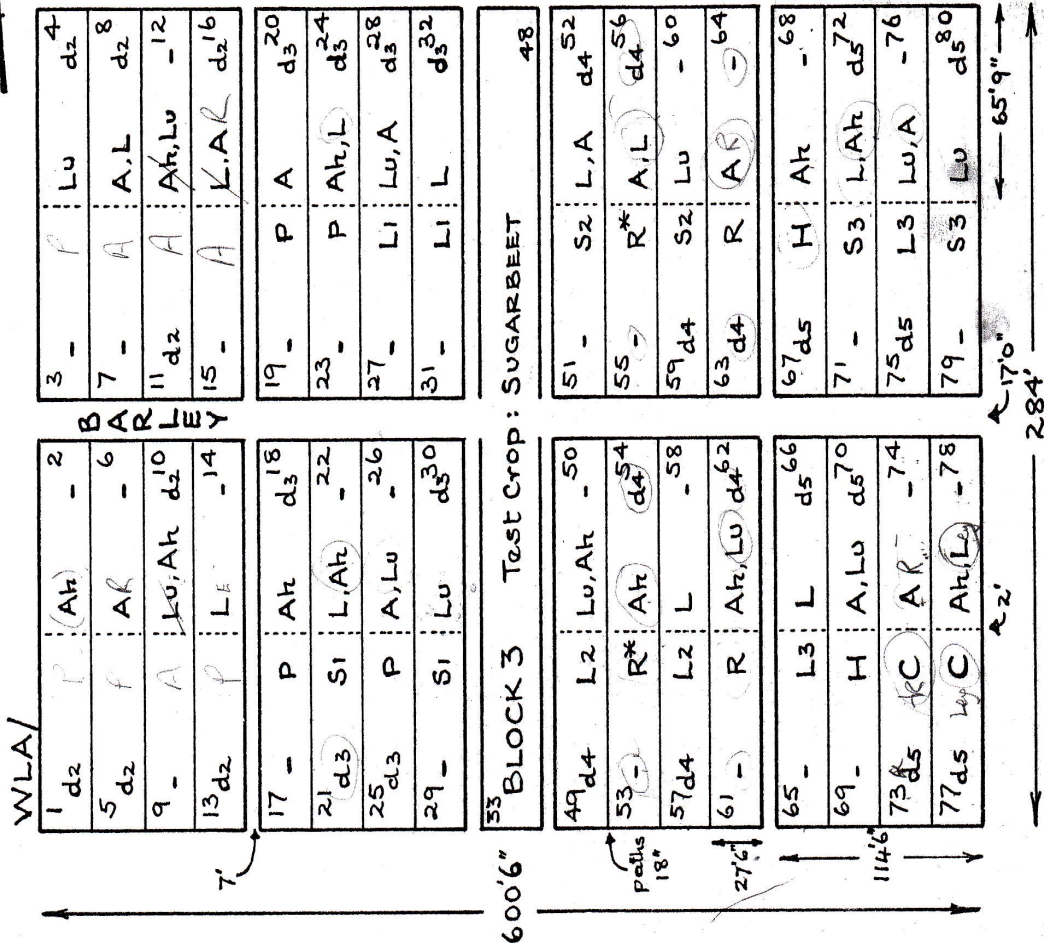 WLA/
1 d2 P (Ah) - 2
3 - P Lu d2 4
5 d2 P AR - 6
7 - A A,L d2 8
9 - A Lu,Ah d2 10
11 d2 A Ah,Lu - 12
13 d2 P L - 14
15 - A L,AR d2 16
BARLEY
7'
17 - P Ah d3 18
19 - P A d3 20
21 d3 S1 L,Ah - 22
23 - P Ah,L d3 24
25 d3 P A,Lu - 26
27 - L1 Lu,A d3 28
29 - S1 Lu d3 30
31 - L1 L d3 32
33 BLOCK 3 Test Crop: SUGARBEET 48
49 d4 L2 Lu,Ah - 50
51 - S2 L,A d4 52
53 - R* Ah d4 54
55 - R* A,L d4 56
57 d4 L2 L - 58
59 d4 S2 Lu - 60
61 - R Ah,Lu d4 62
63 d4 R AR - 64
65 - L3 L d5 66
67 d5 H Ah - 68
69 - H A,Lu d5 70
71 - S3 L,Ah d5 72
73 R d5 C AR - 74
75 d5 L3 Lu,A - 76
77 d5 Ley C Ah,Ley - 78
79 - S3 Lu d5 80
600'6"
paths 18"
27'6"
114'6"
2'
17'0"
65'9"
284'